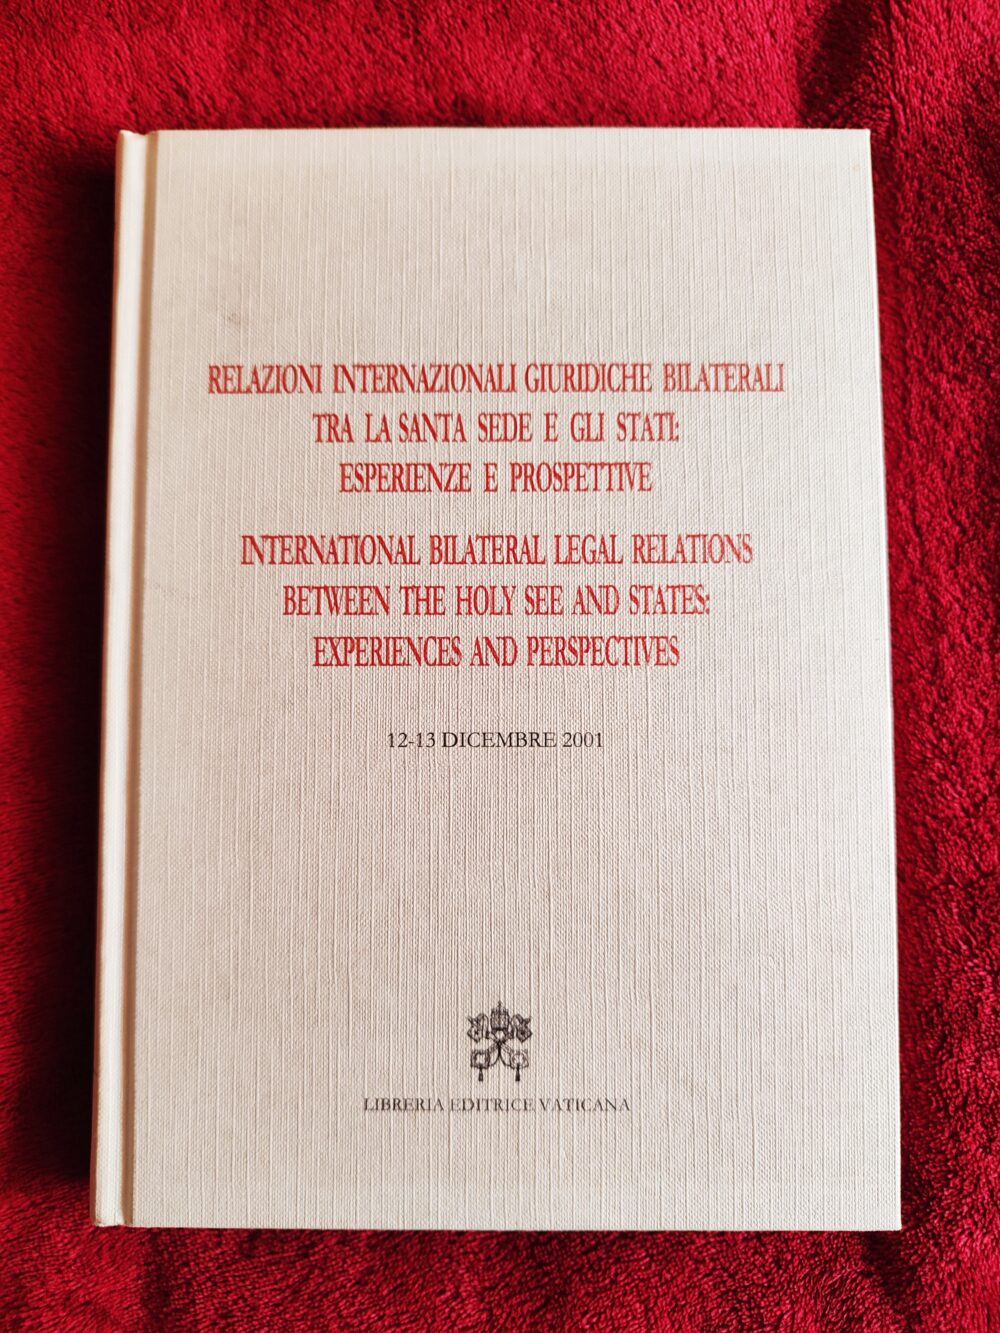 RELAZIONI INTERNAZIONALI GIURIDICHE BILATERALI
TRA LA SANTA SEDE E GLI STATI:
ESPERIENZE E PROSPETTIVE
INTERNATIONAL BILATERAL LEGAL RELATIONS
BETWEEN THE HOLY SEE AND STATES:
EXPERIENCES AND PERSPECTIVES
12-13 DICEMBRE 2001
LIBRERIA EDITRICE VATICANA